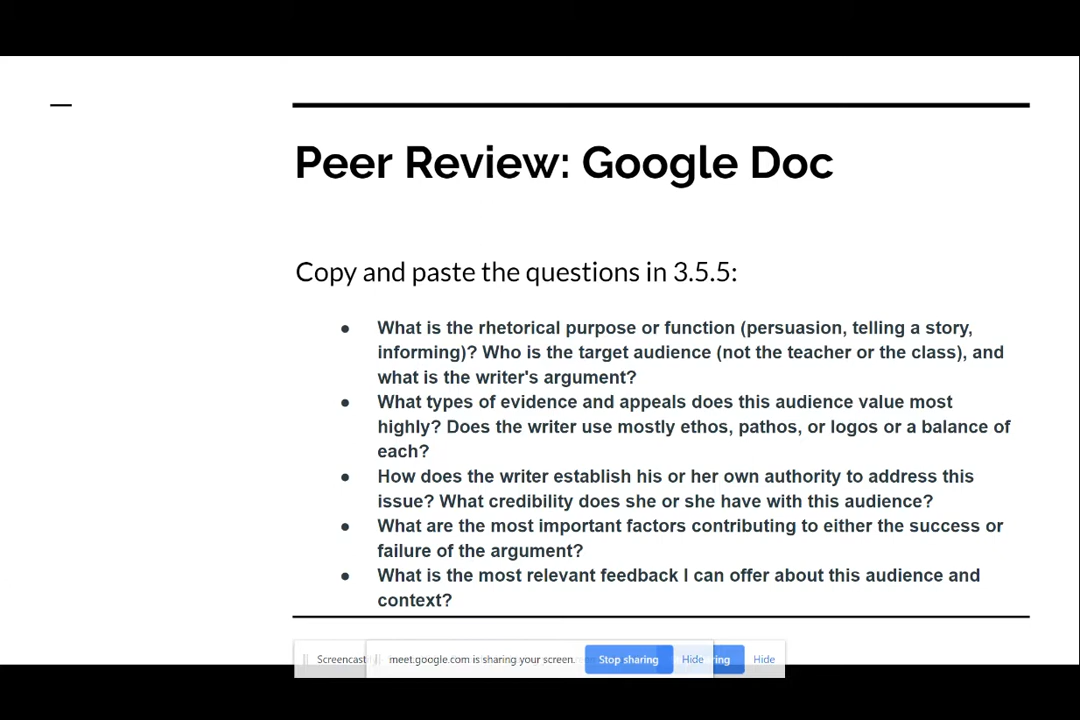 Peer Review: Google Doc
Copy and paste the questions in 3.5.5:
● What is the rhetorical purpose or function (persuasion, telling a story,
informing)? Who is the target audience (not the teacher or the class), and
what is the writer's argument?
● What types of evidence and appeals does this audience value most
highly? Does the writer use mostly ethos, pathos, or logos or a balance of
each?
● How does the writer establish his or her own authority to address this
issue? What credibility does she or she have with this audience?
● What are the most important factors contributing to either the success or
failure of the argument?
● What is the most relevant feedback I can offer about this audience and
context?
Screencast meet.google.com is sharing your screen. Stop sharing Hide ring Hide